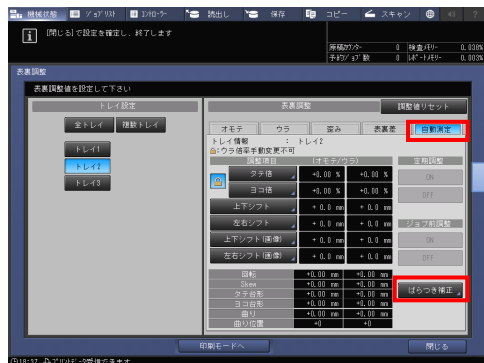 機械状態 ジョブリスト コントローラ 読出し 保存 コピー スキャン
[閉じる]で設定を確定し、終了します
原稿カウンター 0 検査メモリー 0.038%
予約ジョブ数 0 0.003%
表裏調整
表裏調整値を設定して下さい
トレイ設定 表裏調整 調整値リセット
全トレイ 複数トレイ
オモテ ウラ 歪み 表裏差 自動測定
トレイ情報 : トレイ2
:ウラ倍率手動変更不可
調整項目 (オモテ/ウラ) 定期調整
トレイ1
トレイ2
トレイ3
タテ倍 +0.00 % +0.00 % ON
ヨコ倍 +0.00 % +0.00 % OFF
上下シフト + 0.0 mm + 0.0 mm
左右シフト + 0.0 mm + 0.0 mm ジョブ前調整
上下シフト(画像) + 0.0 mm + 0.0 mm ON
左右シフト(画像) + 0.0 mm + 0.0 mm OFF
回転 +0.00 mm +0.00 mm
Skew +0.00 mm +0.00 mm
タテ台形 +0.00 mm +0.00 mm
ヨコ台形 +0.00 mm +0.00 mm
曲り +0.00 mm +0.00 mm
曲り位置 +0 +0
ばらつき補正
印刷モードへ 閉じる
18:37 プリントデータ受信できます